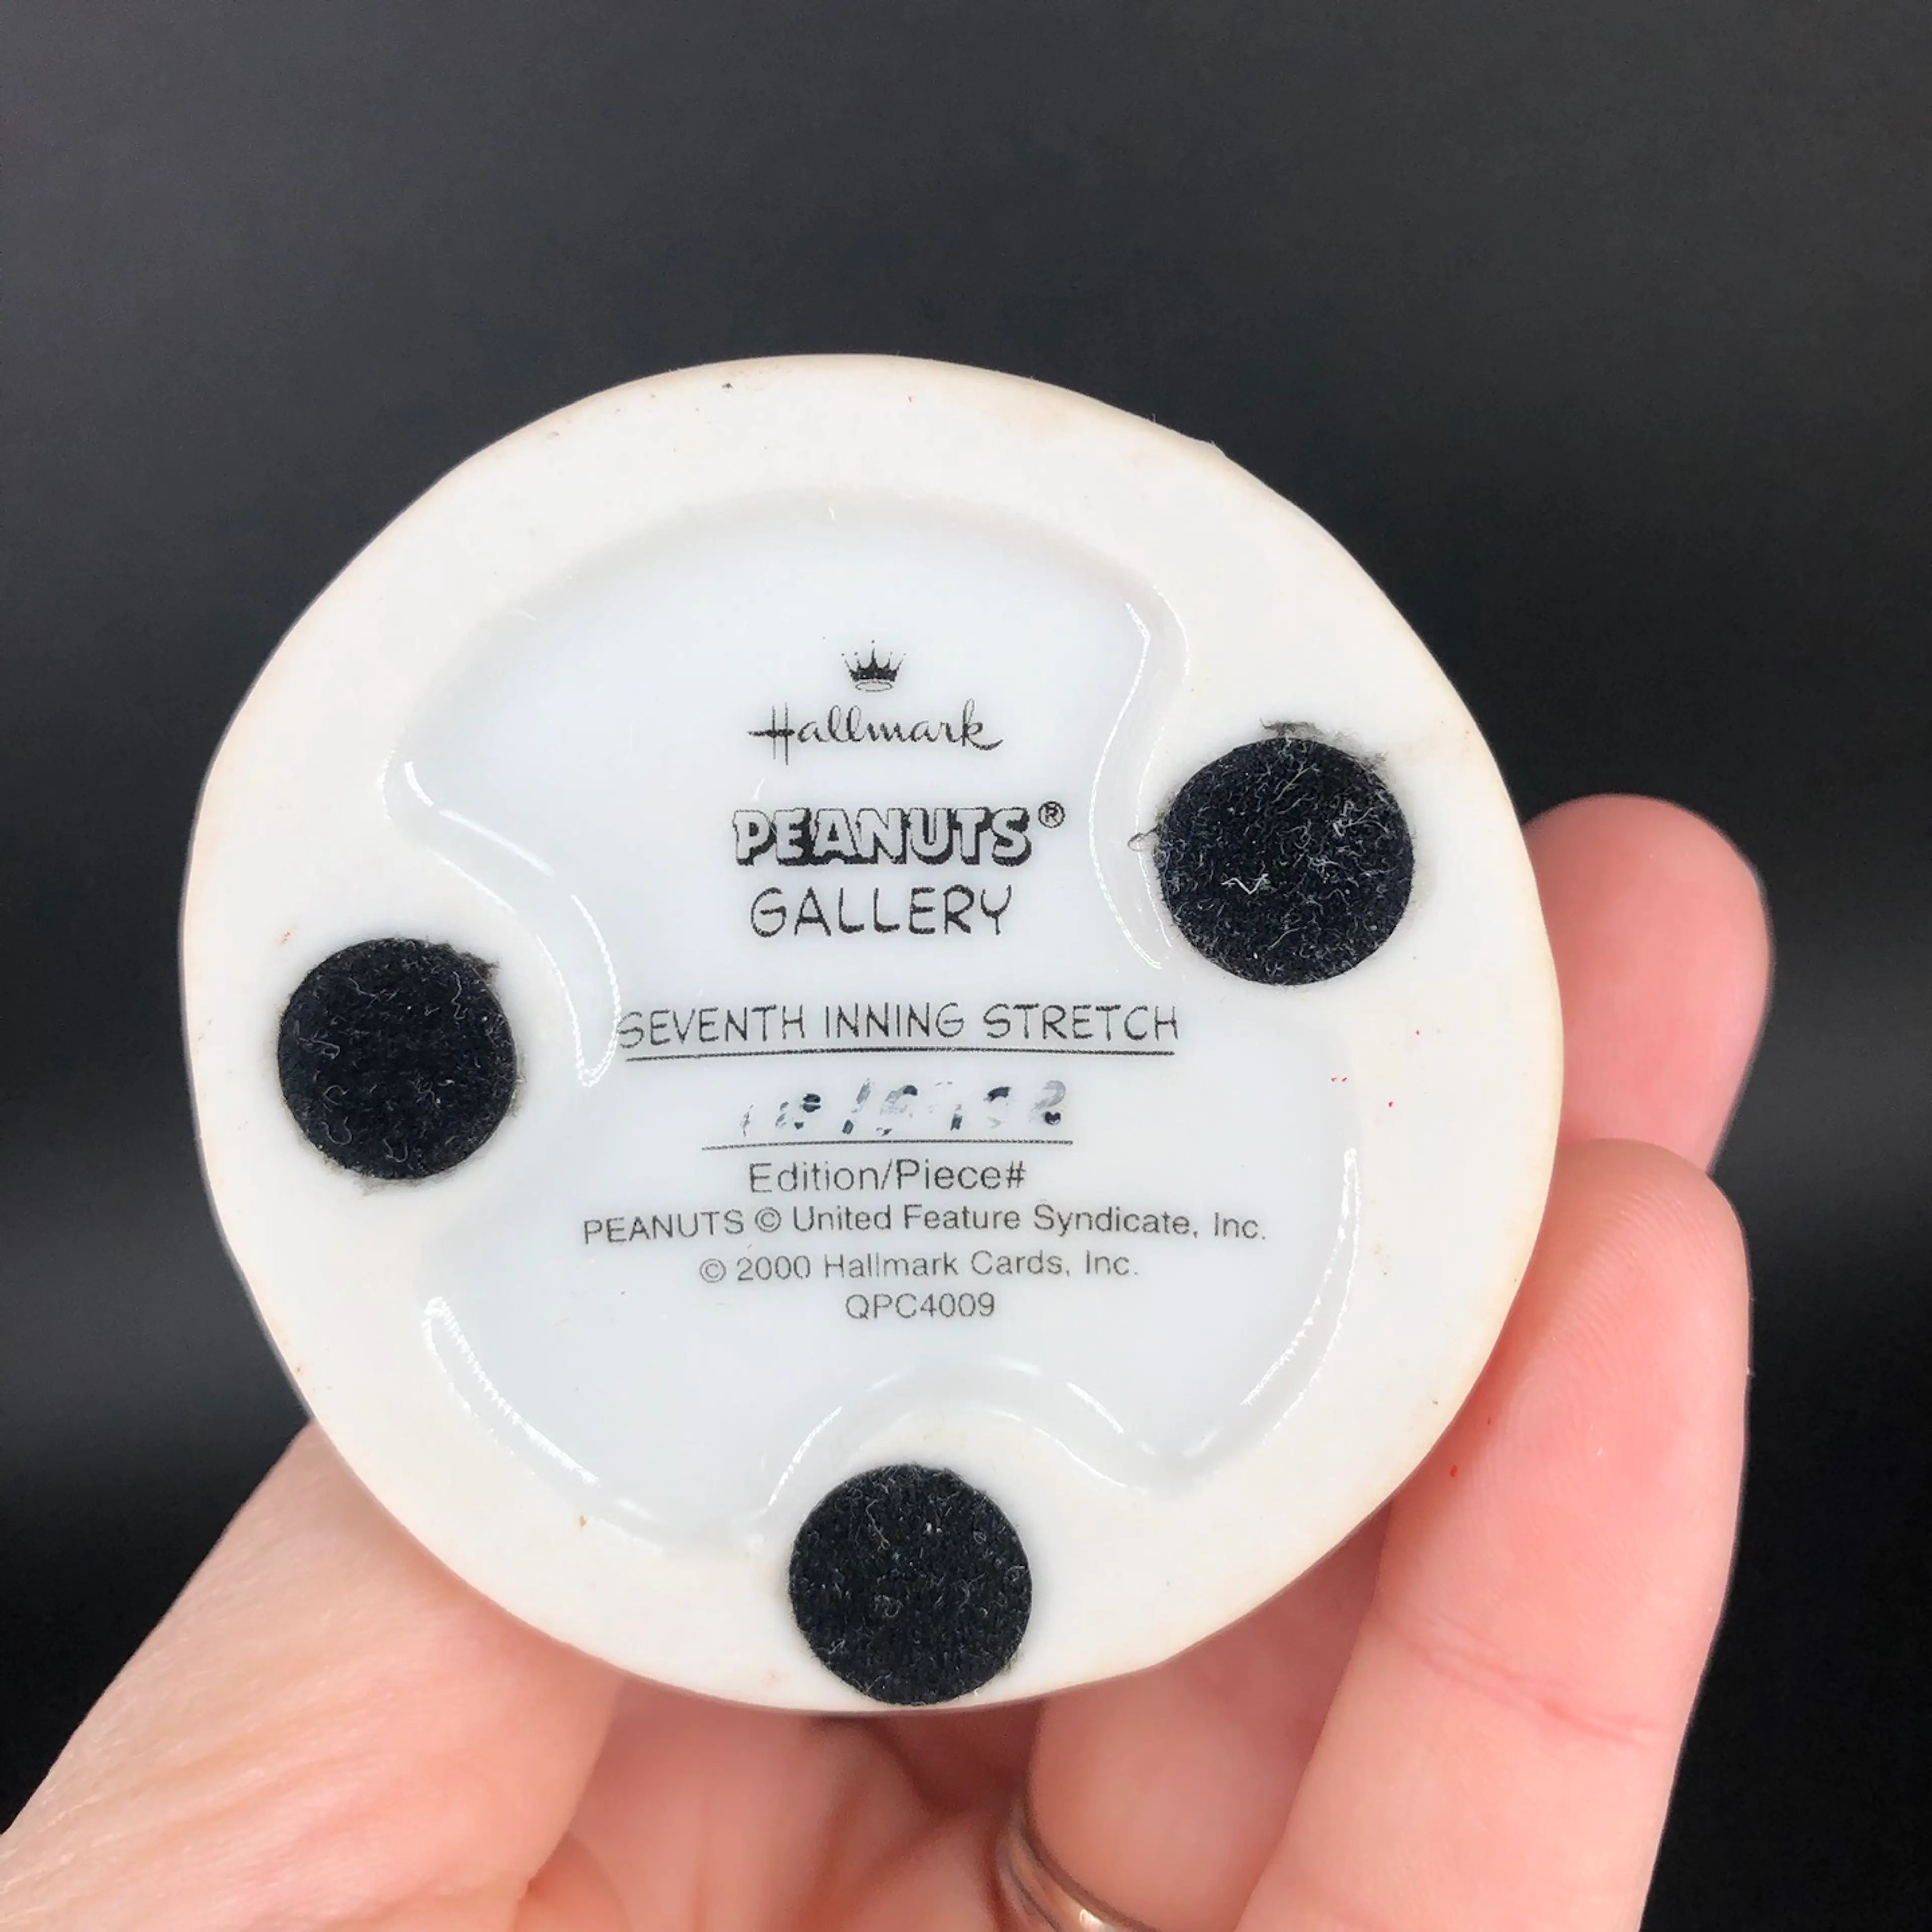 Hallmark
PEANUTS®
GALLERY
SEVENTH INNING STRETCH
Edition/Piece#
PEANUTS © United Feature Syndicate, Inc.
© 2000 Hallmark Cards, Inc.
QPC4009